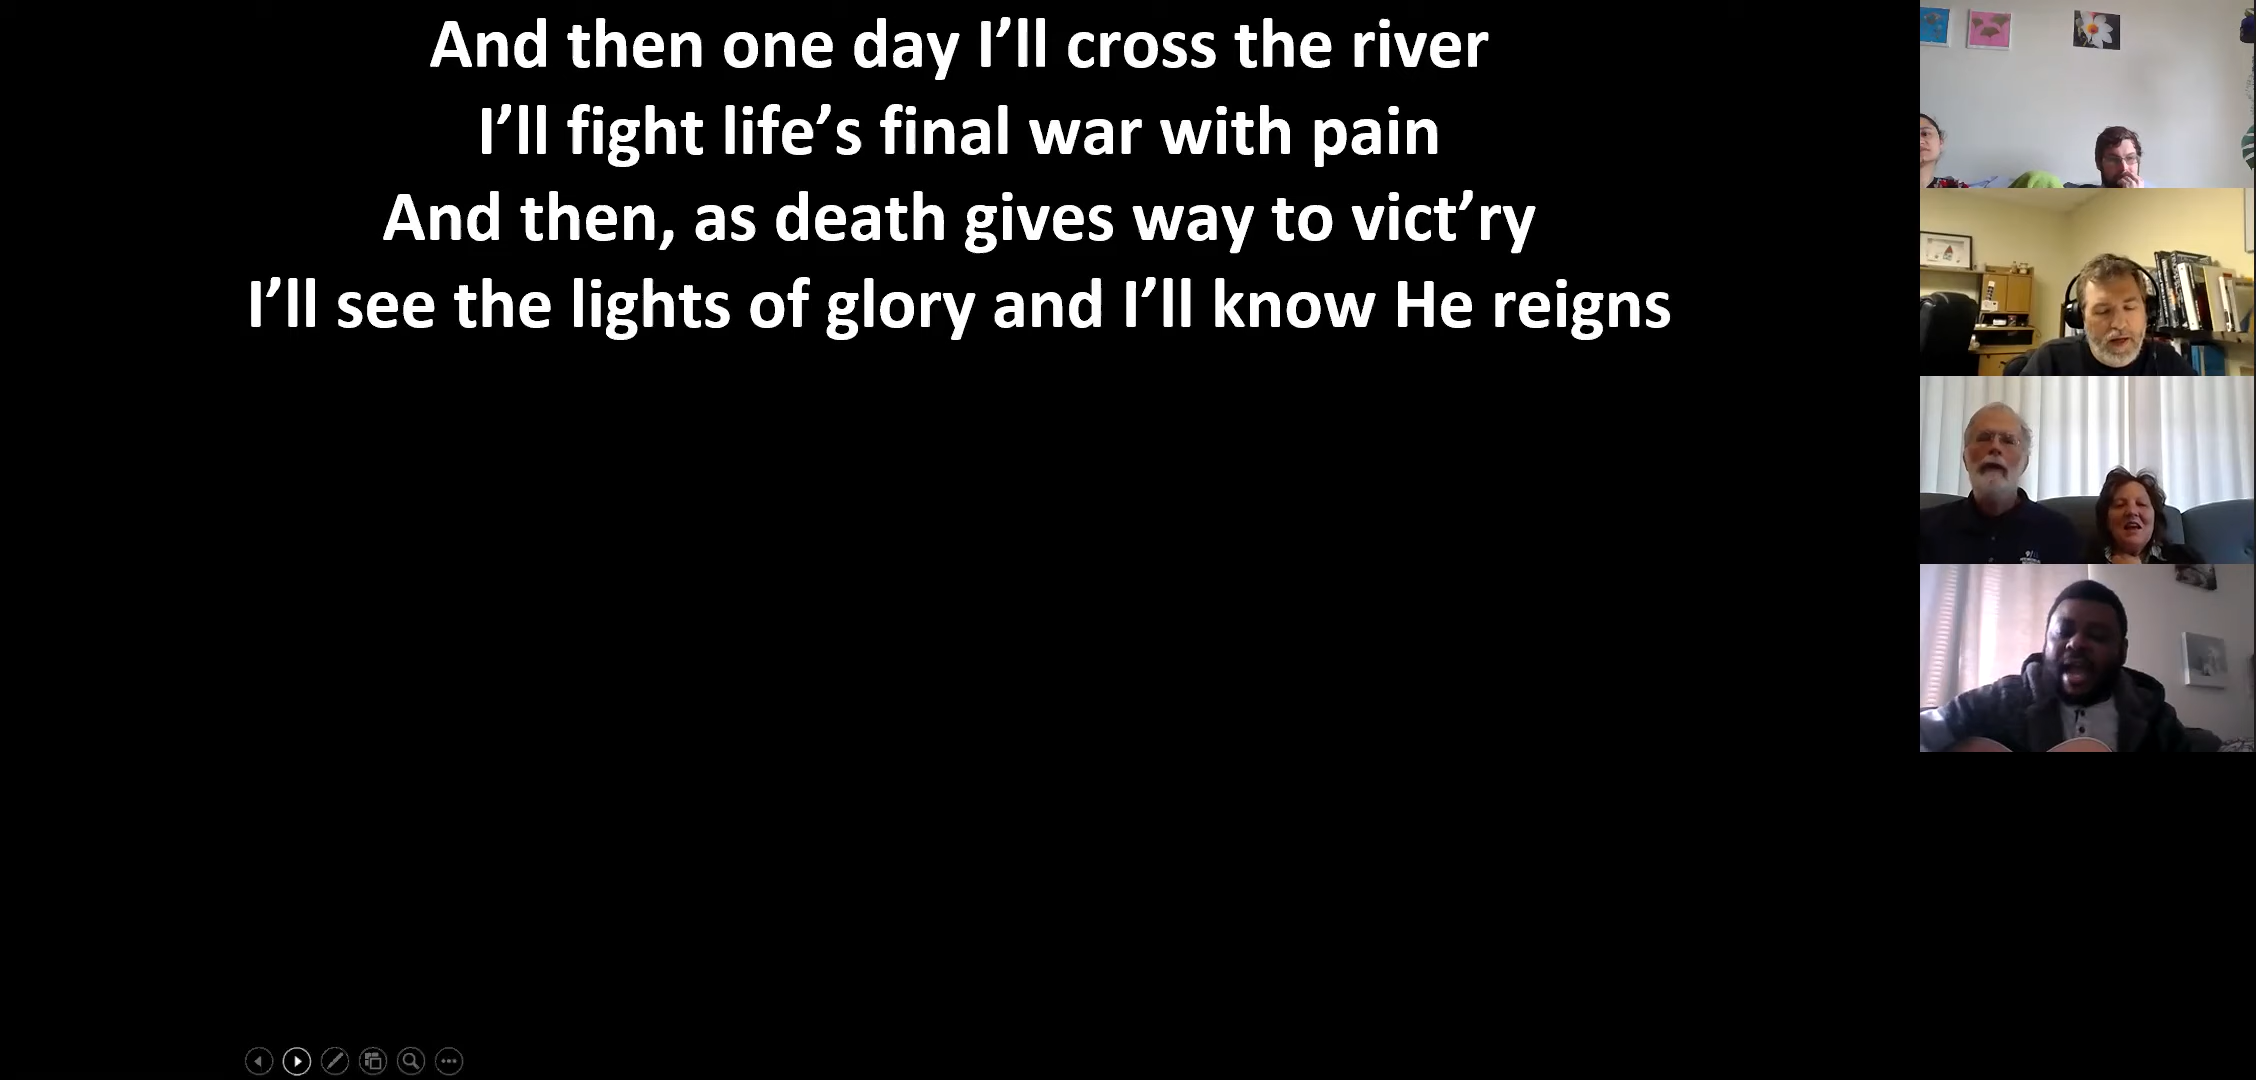 And then one day I’ll cross the river
I’ll fight life’s final war with pain
And then, as death gives way to vict’ry
I’ll see the lights of glory and I’ll know He reigns